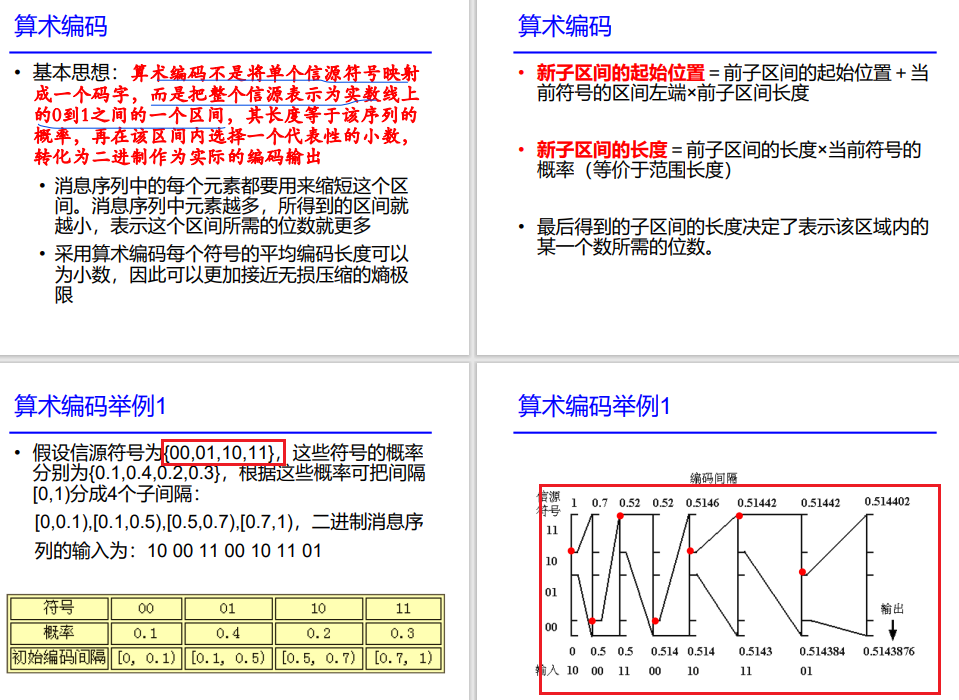 算术编码
• 基本思想：算术编码不是将单个信源符号映射
成一个码字，而是把整个信源表示为实数线上
的0到1之间的一个区间，其长度等于该序列的
概率，再在该区间内选择一个代表性的小数，
转化为二进制作为实际的编码输出
• 消息序列中的每个元素都要用来缩短这个区
间。消息序列中元素越多，所得到的区间就
越小，表示这个区间所需的位数就更多
• 采用算术编码每个符号的平均编码长度可以
为小数，因此可以更加接近无损压缩的熵极
限
算术编码
• 新子区间的起始位置＝前子区间的起始位置＋当
前符号的区间左端×前子区间长度
• 新子区间的长度＝前子区间的长度×当前符号的
概率（等价于范围长度）
• 最后得到的子区间的长度决定了表示该区域内的
某一个数所需的位数。
算术编码举例1
• 假设信源符号为{00,01,10,11}，这些符号的概率
分别为{0.1,0.4,0.2,0.3}，根据这些概率可把间隔
[0,1)分成4个子间隔：
[0,0.1),[0.1,0.5),[0.5,0.7),[0.7,1)，二进制消息序
列的输入为：10 00 11 00 10 11 01
符号 00 01 10 11
概率 0.1 0.4 0.2 0.3
初始编码间隔 [0, 0.1) [0.1, 0.5) [0.5, 0.7) [0.7, 1)
算术编码举例1
编码间隔
信源
符号
1 0.7 0.52 0.52 0.5146 0.51442 0.51442 0.514402
11
10
01
00
输出
0 0.5 0.5 0.514 0.514 0.5143 0.514384 0.5143876
输入 10 00 11 00 10 11 01